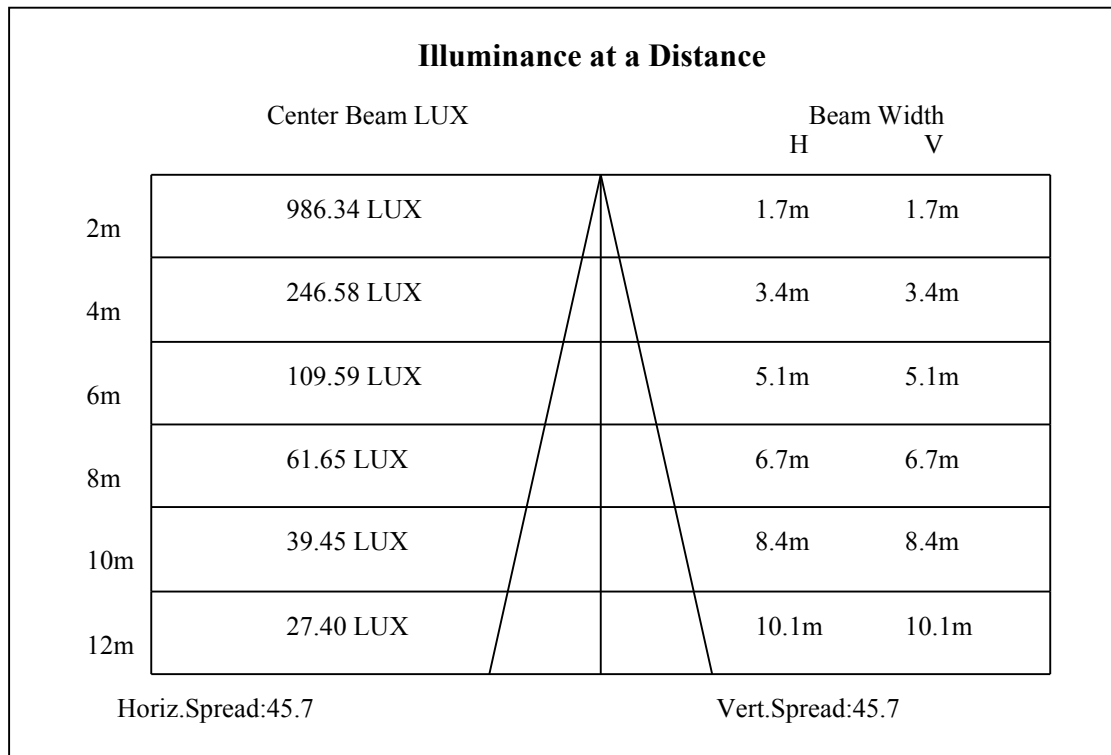 Illuminance at a Distance
Center Beam LUX Beam Width
H V
986.34 LUX 1.7m 1.7m
2m
246.58 LUX 3.4m 3.4m
4m
109.59 LUX 5.1m 5.1m
6m
61.65 LUX 6.7m 6.7m
8m
39.45 LUX 8.4m 8.4m
10m
27.40 LUX 10.1m 10.1m
12m
Horiz.Spread:45.7 Vert.Spread:45.7